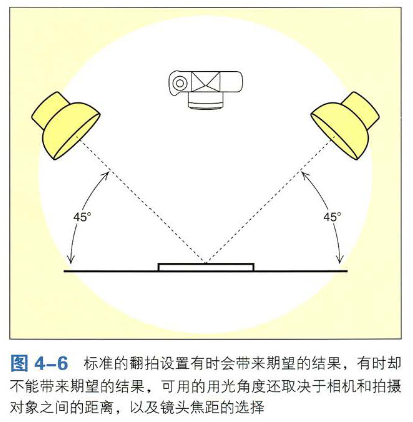 45°
45°
图 4-6 标准的翻拍设置有时会带来期望的结果，有时却
不能带来期望的结果，可用的用光角度还取决于相机和拍摄
对象之间的距离，以及镜头焦距的选择